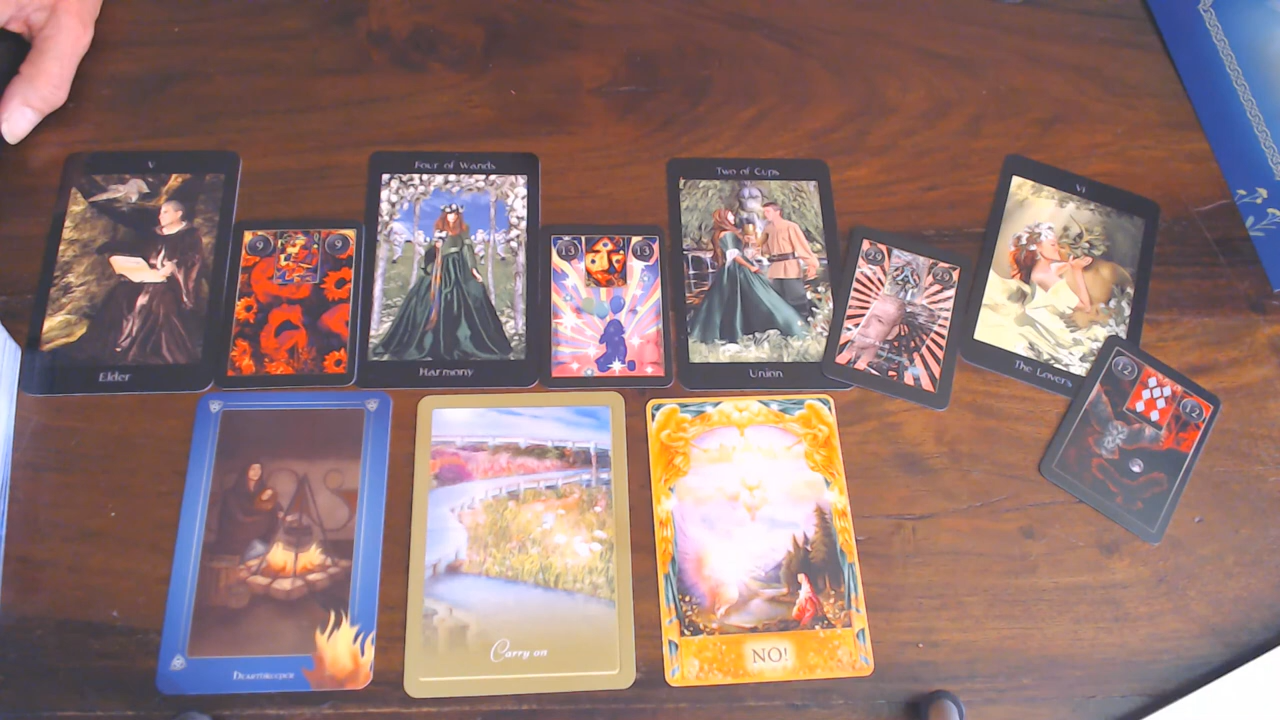 V
Elder
9 9
Four of Wands
Harmony
13 13
Two of Cups
Union
29 29
VI
The Lovers
12 12
Hearthkeeper
Carry on
NO!